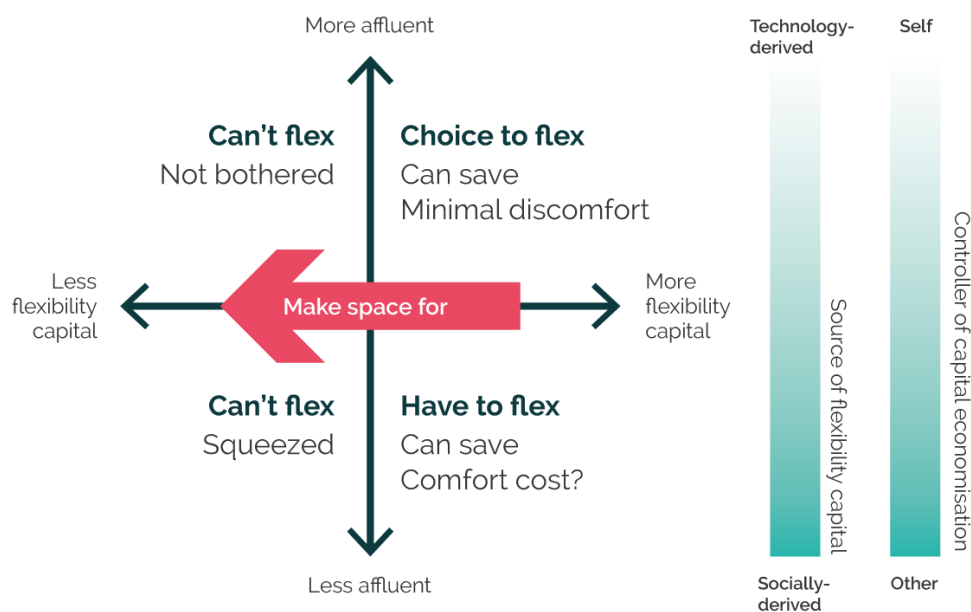 More affluent
Technology-
derived
Self
Can't flex
Not bothered
Choice to flex
Can save
Minimal discomfort
Less
flexibility
capital
Make space for
More
flexibility
capital
Can't flex
Squeezed
Have to flex
Can save
Comfort cost?
Source of flexibility capital
Controller of capital economisation
Less affluent
Socially-
derived
Other